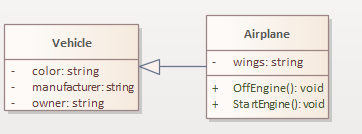 Vehicle
- color: string
- manufacturer: string
- owner: string
Airplane
- wings: string
+ OffEngine(): void
+ StartEngine(): void